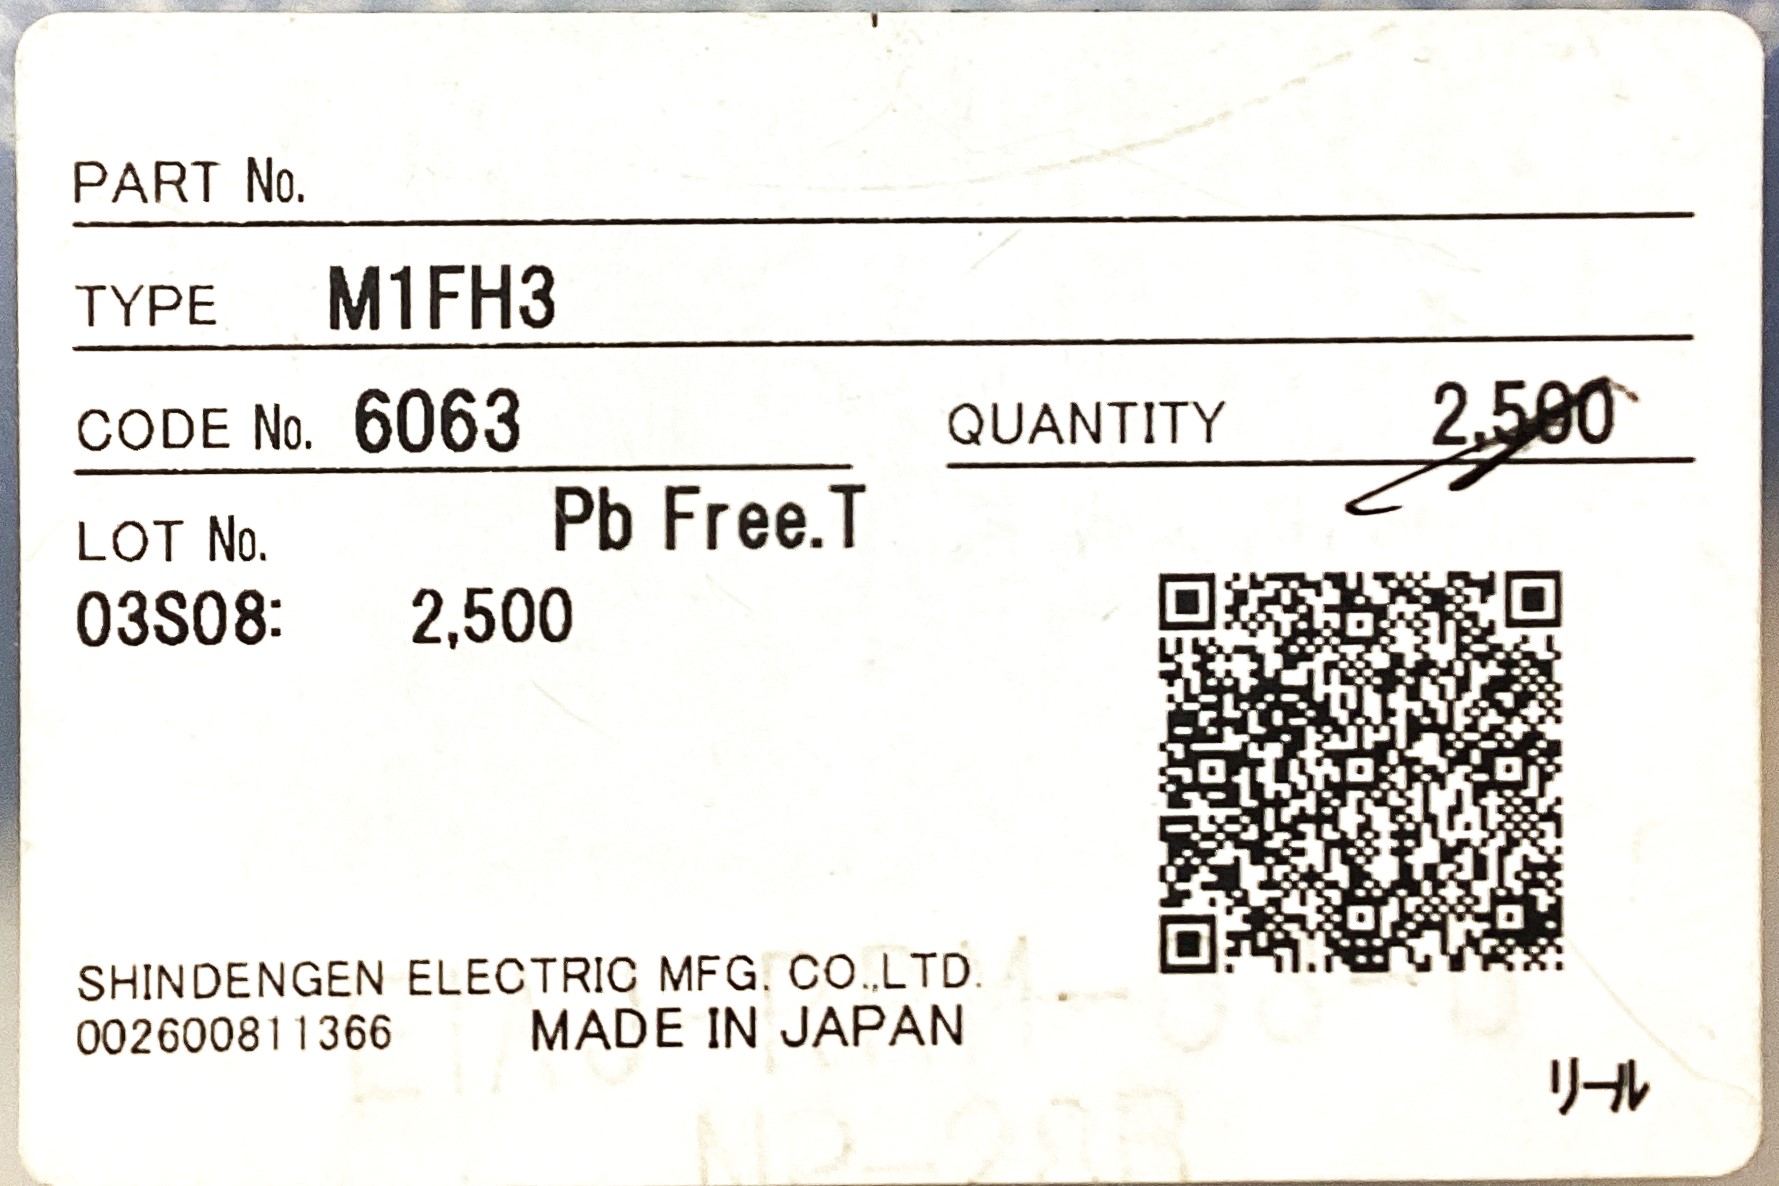 PART No.
TYPE M1FH3
CODE No. 6063 QUANTITY 2,500
LOT No. Pb Free.T
03S08: 2,500
SHINDENGEN ELECTRIC MFG. CO.,LTD.
002600811366 MADE IN JAPAN
リール